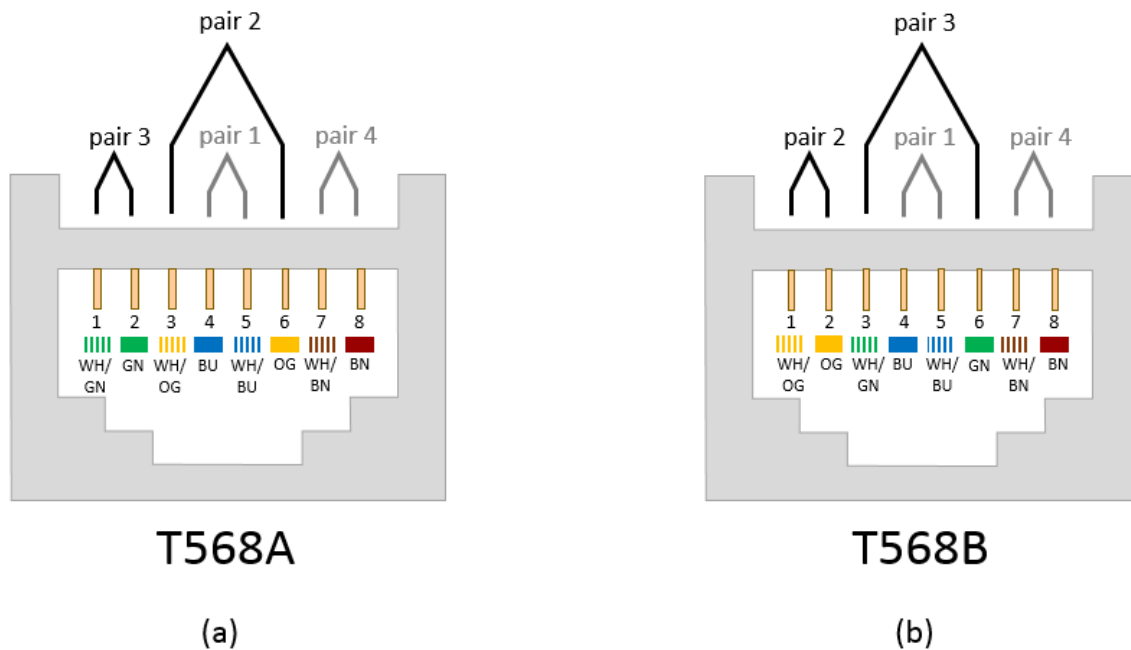 pair 2
pair 3
pair 1
pair 4
1 2 3 4 5 6 7 8
WH/ GN WH/ BU WH/ OG WH/ BN
GN OG BU BN
T568A
(a)
pair 3
pair 2
pair 1
pair 4
1 2 3 4 5 6 7 8
WH/ OG WH/ BU WH/ GN WH/ BN
OG GN BU BN
T568B
(b)